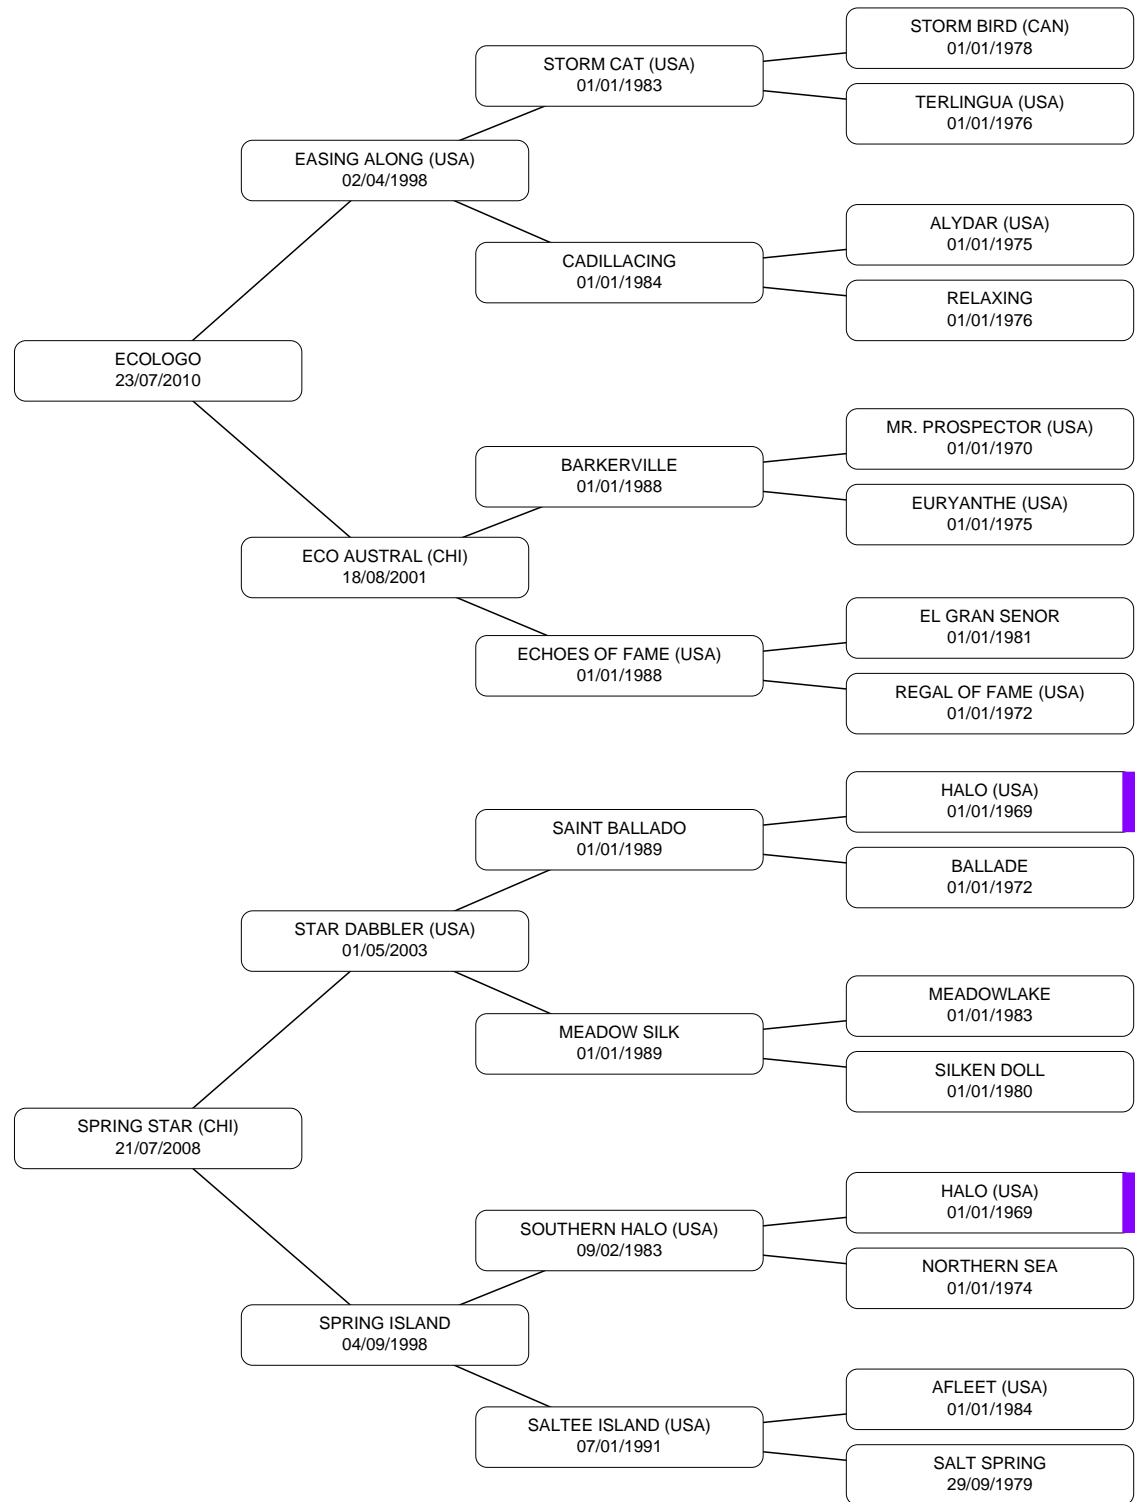 STORM BIRD (CAN)
01/01/1978
STORM CAT (USA)
01/01/1983
TERLINGUA (USA)
01/01/1976
EASING ALONG (USA)
02/04/1998
ALYDAR (USA)
01/01/1975
CADILLACING
01/01/1984
RELAXING
01/01/1976
ECOLOGO
23/07/2010
MR. PROSPECTOR (USA)
01/01/1970
BARKERVILLE
01/01/1988
EURYANTHE (USA)
01/01/1975
ECO AUSTRAL (CHI)
18/08/2001
EL GRAN SENOR
01/01/1981
ECHOES OF FAME (USA)
01/01/1988
REGAL OF FAME (USA)
01/01/1972
HALO (USA)
01/01/1969
SAINT BALLADO
01/01/1989
BALLADE
01/01/1972
STAR DABBLER (USA)
01/05/2003
MEADOWLAKE
01/01/1983
MEADOW SILK
01/01/1989
SILKEN DOLL
01/01/1980
SPRING STAR (CHI)
21/07/2008
HALO (USA)
01/01/1969
SOUTHERN HALO (USA)
09/02/1983
NORTHERN SEA
01/01/1974
SPRING ISLAND
04/09/1998
AFLEET (USA)
01/01/1984
SALTEE ISLAND (USA)
07/01/1991
SALT SPRING
29/09/1979